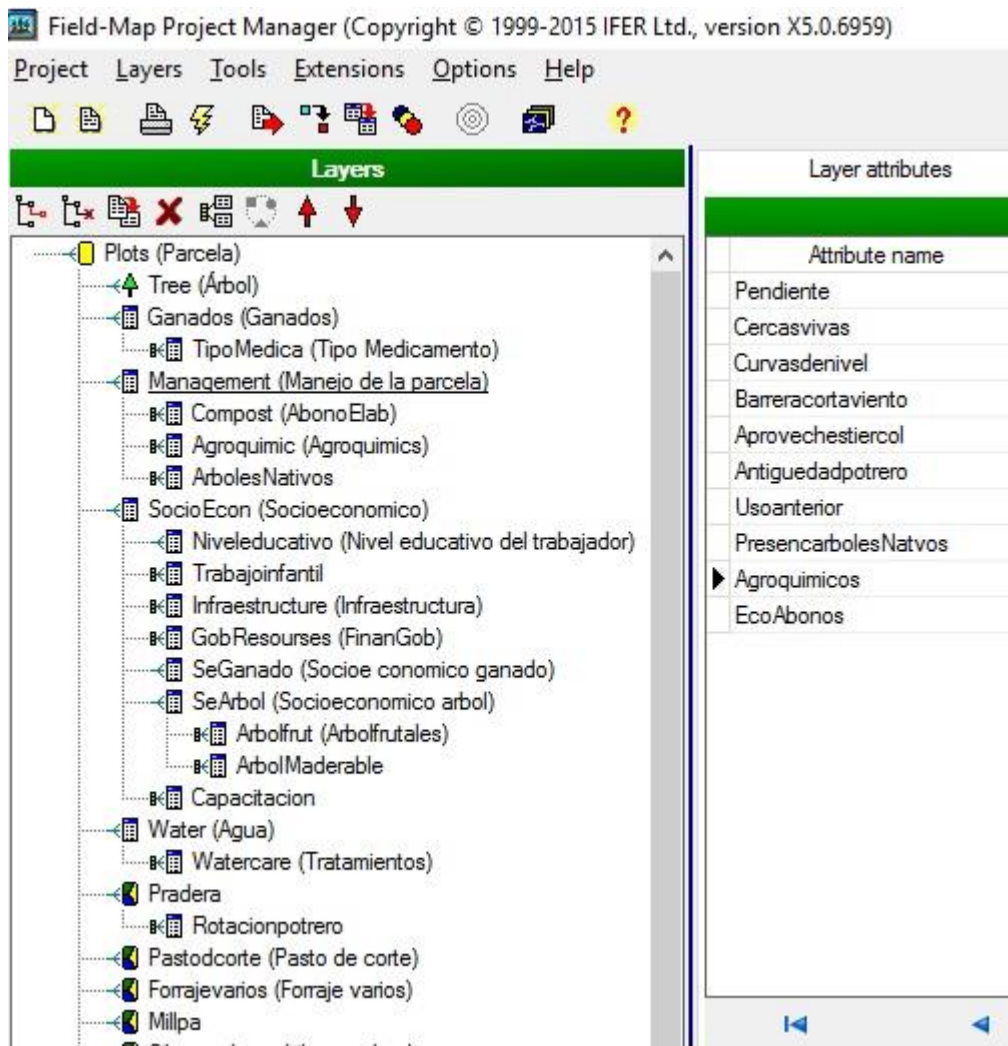 Field-Map Project Manager (Copyright © 1999-2015 IFER Ltd., version X5.0.6959)
Project Layers Tools Extensions Options Help
Layers
Plots (Parcela)
Tree (Árbol)
Ganados (Ganados)
TipoMedica (Tipo Medicamento)
Management (Manejo de la parcela)
Compost (AbonoElab)
Agroquimic (Agroquimics)
ArbolesNativos
SocioEcon (Socioeconomico)
Niveleducativo (Nivel educativo del trabajador)
Trabajoinfantil
Infraestructure (Infraestructura)
GobResourses (FinanGob)
SeGanado (Socioe conomico ganado)
SeArbol (Socioeconomico arbol)
Arbolfrut (Arbolfrutales)
ArbolMaderable
Capacitacion
Water (Agua)
Watercare (Tratamientos)
Pradera
Rotacionpotrero
Pastodcorte (Pasto de corte)
Forrajevarios (Forraje varios)
Millpa
Layer attributes
Attribute name
Pendiente
Cercasvivas
Curvasdenivel
Barreracortaviento
Aprovechestiercol
Antiguedadpotrero
Usoanterior
PresencarbolesNatvos
Agroquimicos
EcoAbonos